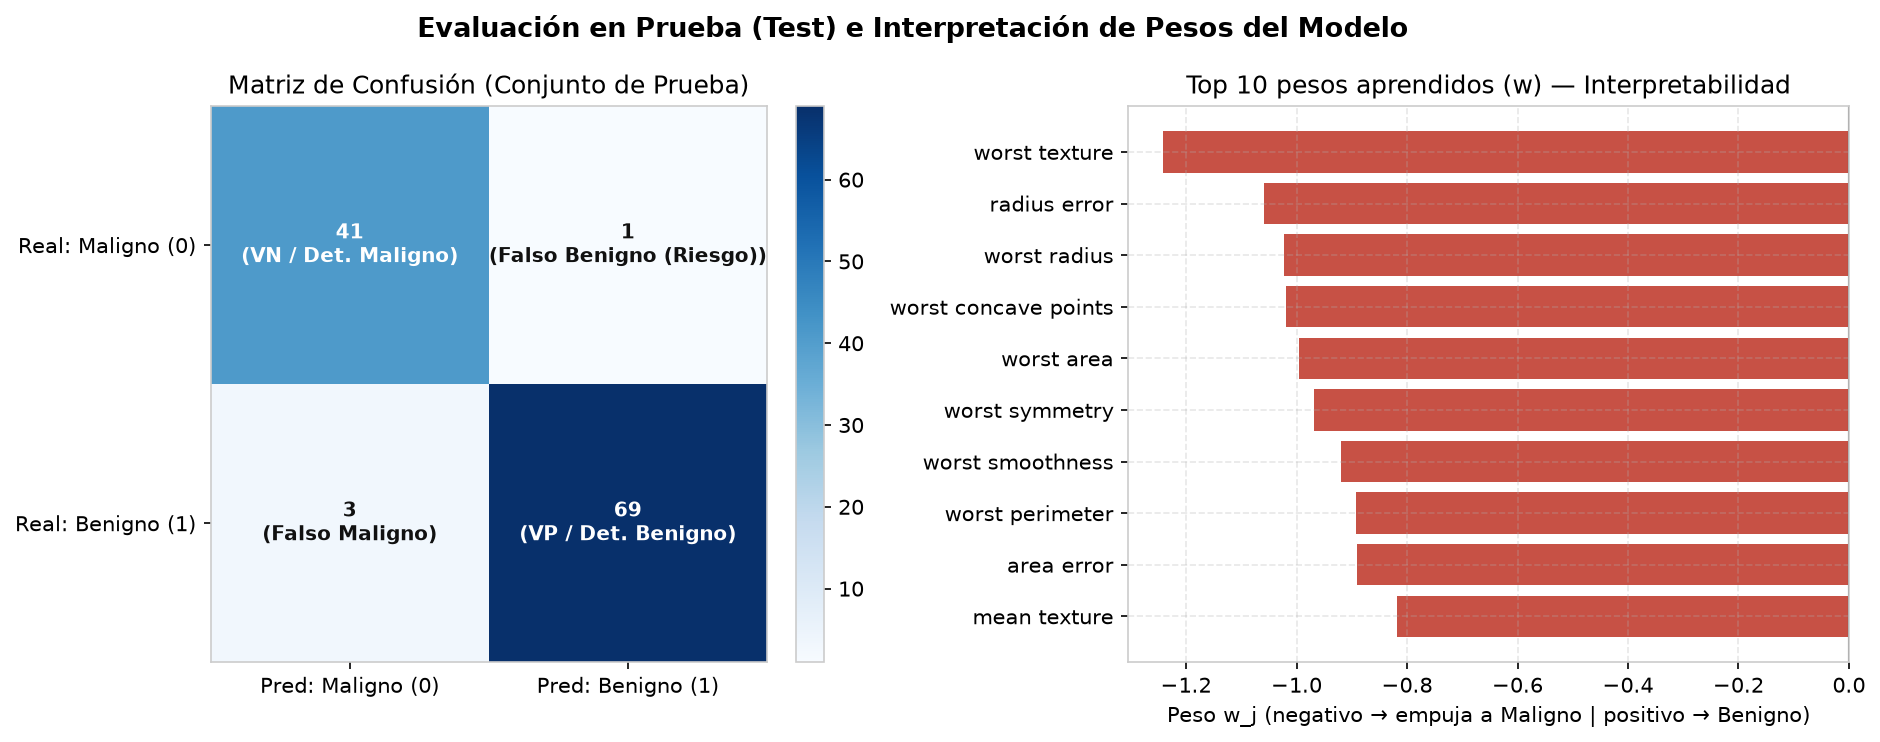 Evaluación en Prueba (Test) e Interpretación de Pesos del Modelo
Matriz de Confusión (Conjunto de Prueba)
Real: Maligno (0)
41
(VN / Det. Maligno)
1
(Falso Benigno (Riesgo))
Real: Benigno (1)
3
(Falso Maligno)
69
(VP / Det. Benigno)
Pred: Maligno (0)
Pred: Benigno (1)
60
50
40
30
20
10
Top 10 pesos aprendidos (w) — Interpretabilidad
worst texture
radius error
worst radius
worst concave points
worst area
worst symmetry
worst smoothness
worst perimeter
area error
mean texture
−1.2
−1.0
−0.8
−0.6
−0.4
−0.2
0.0
Peso w_j (negativo → empuja a Maligno | positivo → Benigno)